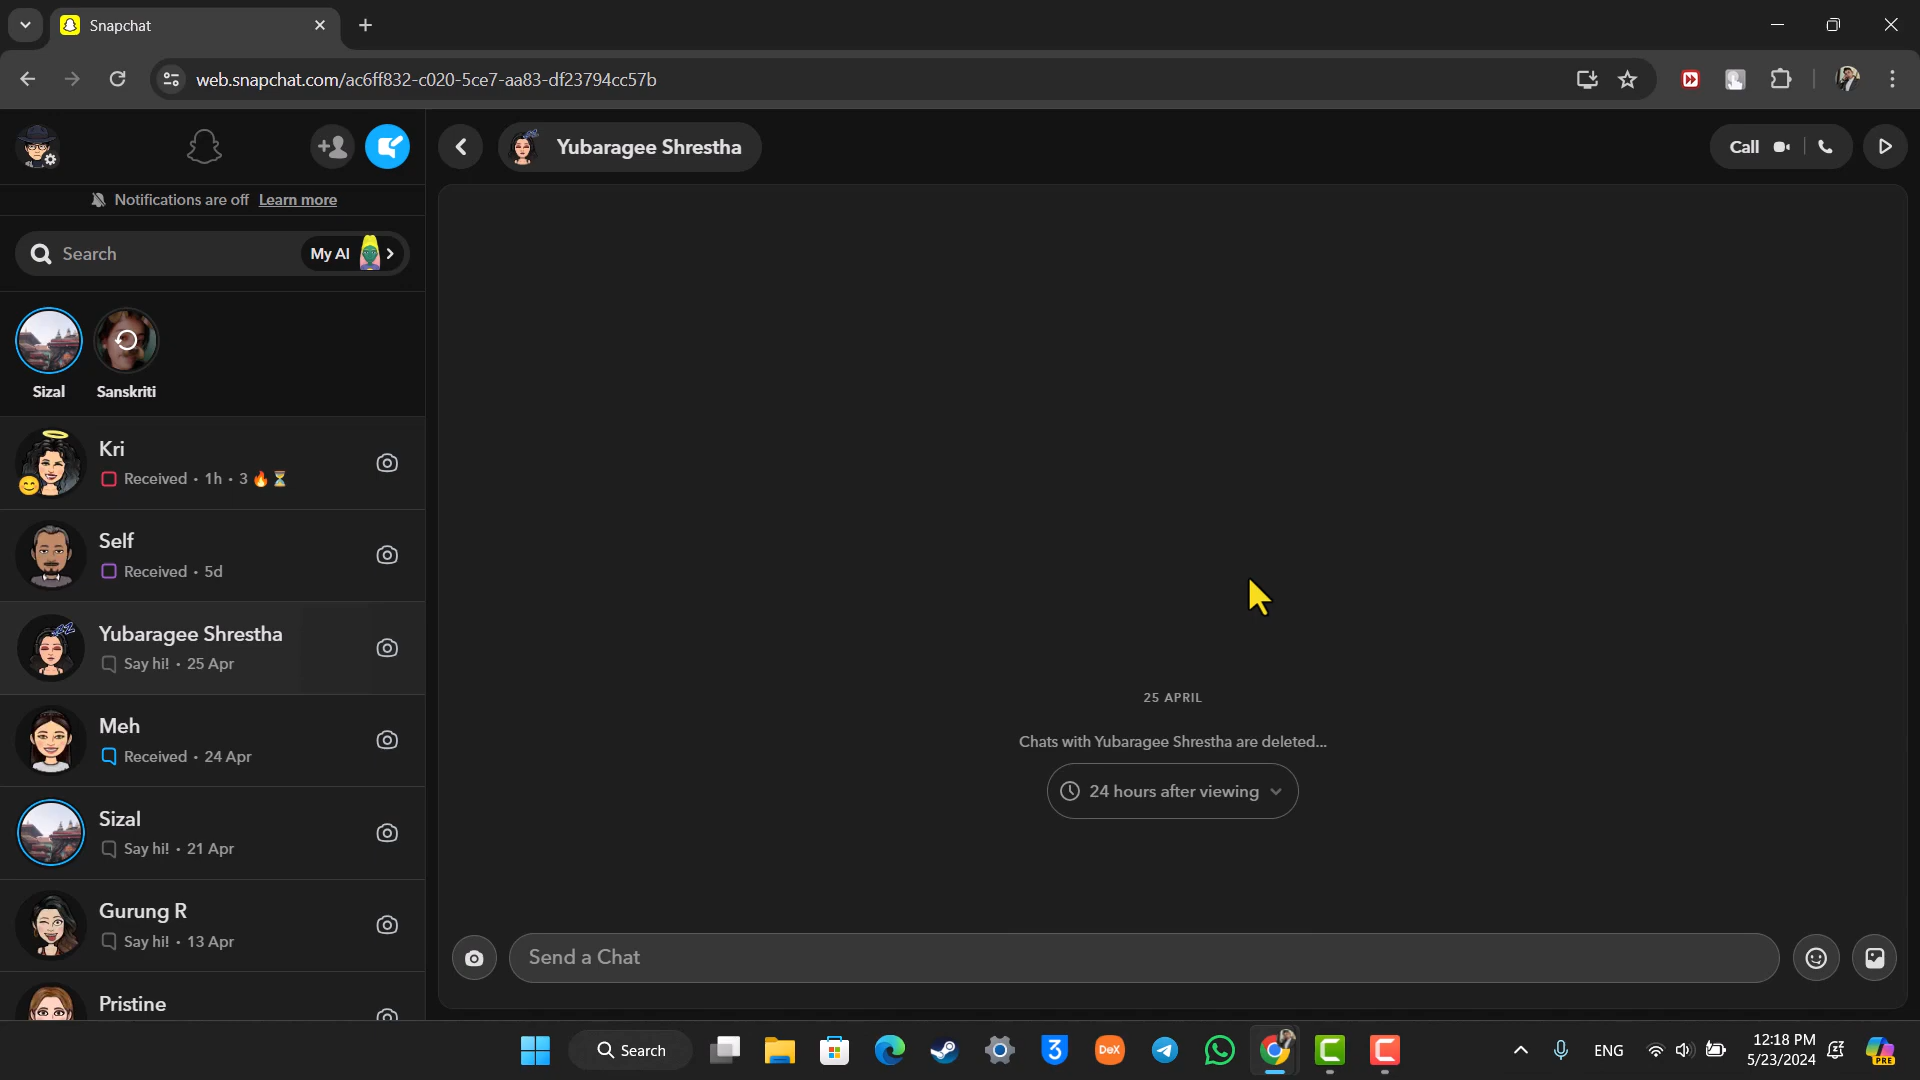 Snapchat
web.snapchat.com/ac6ff832-c020-5ce7-aa83-df23794cc57b
Yubaragee Shrestha
Call
Notifications are off Learn more
Search
My AI
Sizal
Sanskriti
Kri
Received · 1h · 3 🔥⌛
Self
Received · 5d
Yubaragee Shrestha
Say hi! · 25 Apr
Meh
Received · 24 Apr
Sizal
Say hi! · 21 Apr
Gurung R
Say hi! · 13 Apr
Pristine
25 APRIL
Chats with Yubaragee Shrestha are deleted...
24 hours after viewing
Send a Chat
Search
3
DeX
ENG
12:18 PM
5/23/2024
PRE